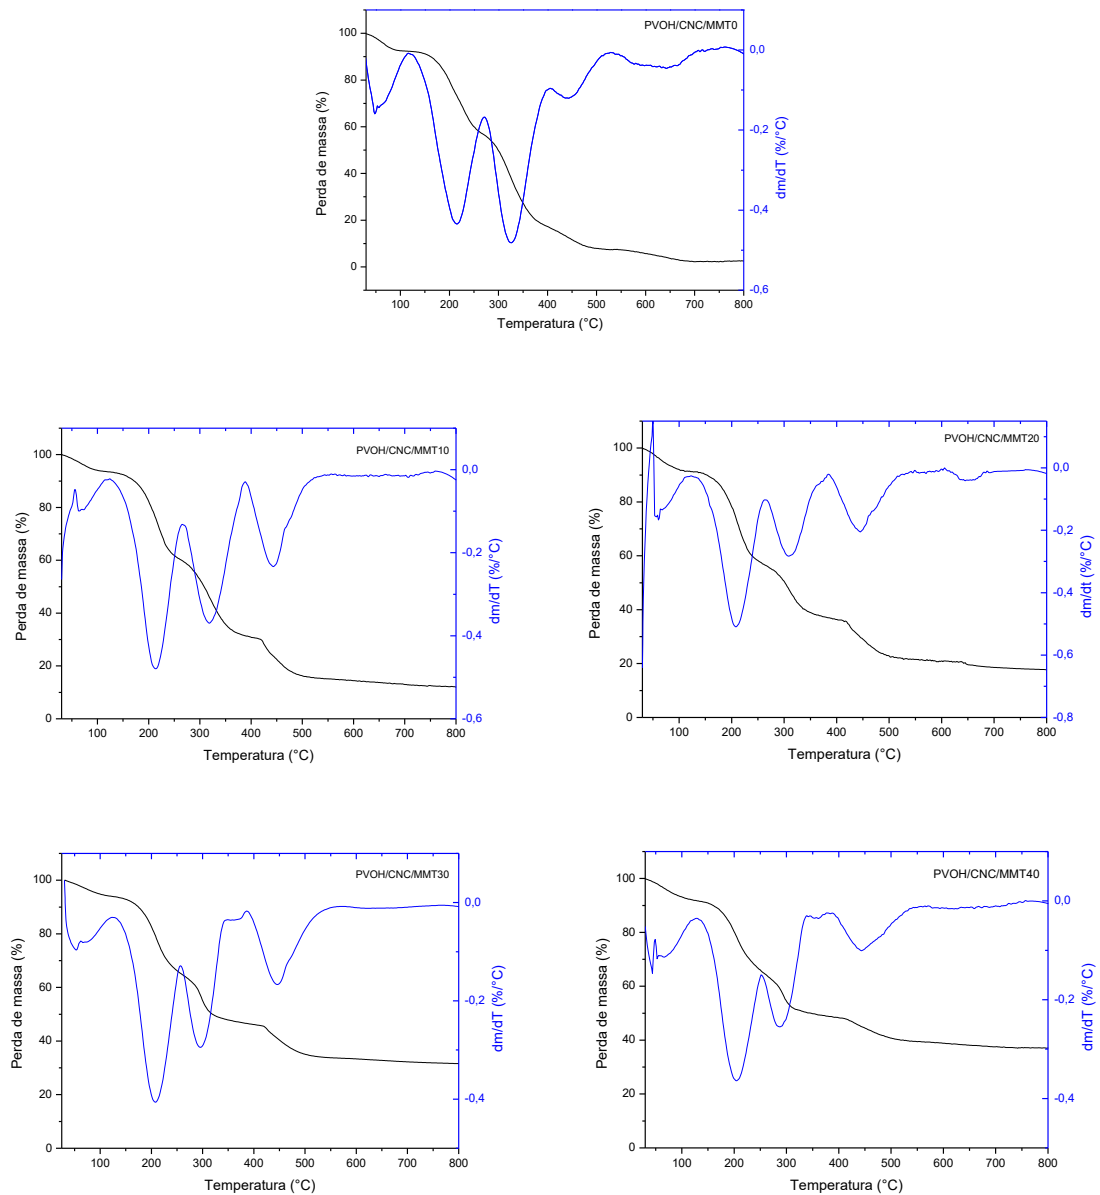 PVOH/CNC/MMT0
100
80
60
40
20
0
Perda de massa (%)
0,0
-0,2
-0,4
-0,6
dm/dT (%/°C)
100 200 300 400 500 600 700 800
Temperatura (°C)
PVOH/CNC/MMT10
100
80
60
40
20
0
Perda de massa (%)
0,0
-0,2
-0,4
-0,6
dm/dT (%/°C)
100 200 300 400 500 600 700 800
Temperatura (°C)
PVOH/CNC/MMT20
100
80
60
40
20
0
Perda de massa (%)
0,0
-0,2
-0,4
-0,6
-0,8
dm/dt (%/°C)
100 200 300 400 500 600 700 800
Temperatura (°C)
PVOH/CNC/MMT30
100
80
60
40
20
0
Perda de massa (%)
0,0
-0,2
-0,4
dm/dT (%/°C)
100 200 300 400 500 600 700 800
Temperatura (°C)
PVOH/CNC/MMT40
100
80
60
40
20
0
Perda de massa (%)
0,0
-0,2
-0,4
dm/dT (%/°C)
100 200 300 400 500 600 700 800
Temperatura (°C)